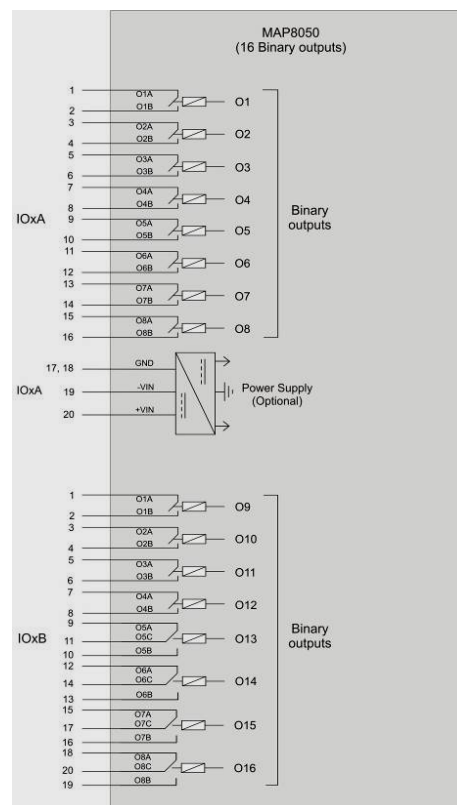 MAP8050
(16 Binary outputs)
1 O1A
2 O1B
O1
3 O2A
4 O2B
O2
5 O3A
6 O3B
O3
7 O4A
8 O4B
O4
IOxA
9 O5A
10 O5B
O5
Binary
outputs
11 O6A
12 O6B
O6
13 O7A
14 O7B
O7
15 O8A
16 O8B
O8
17, 18 GND
IOxA
19 -VIN
Power Supply
(Optional)
20 +VIN
1 O1A
2 O1B
O9
3 O2A
4 O2B
O10
5 O3A
6 O3B
O11
7 O4A
8 O4B
O12
IOxB
9 O5A
11 O5C
10 O5B
O13
Binary
outputs
12 O6A
14 O6C
13 O6B
O14
15 O7A
17 O7C
16 O7B
O15
18 O8A
20 O8C
19 O8B
O16